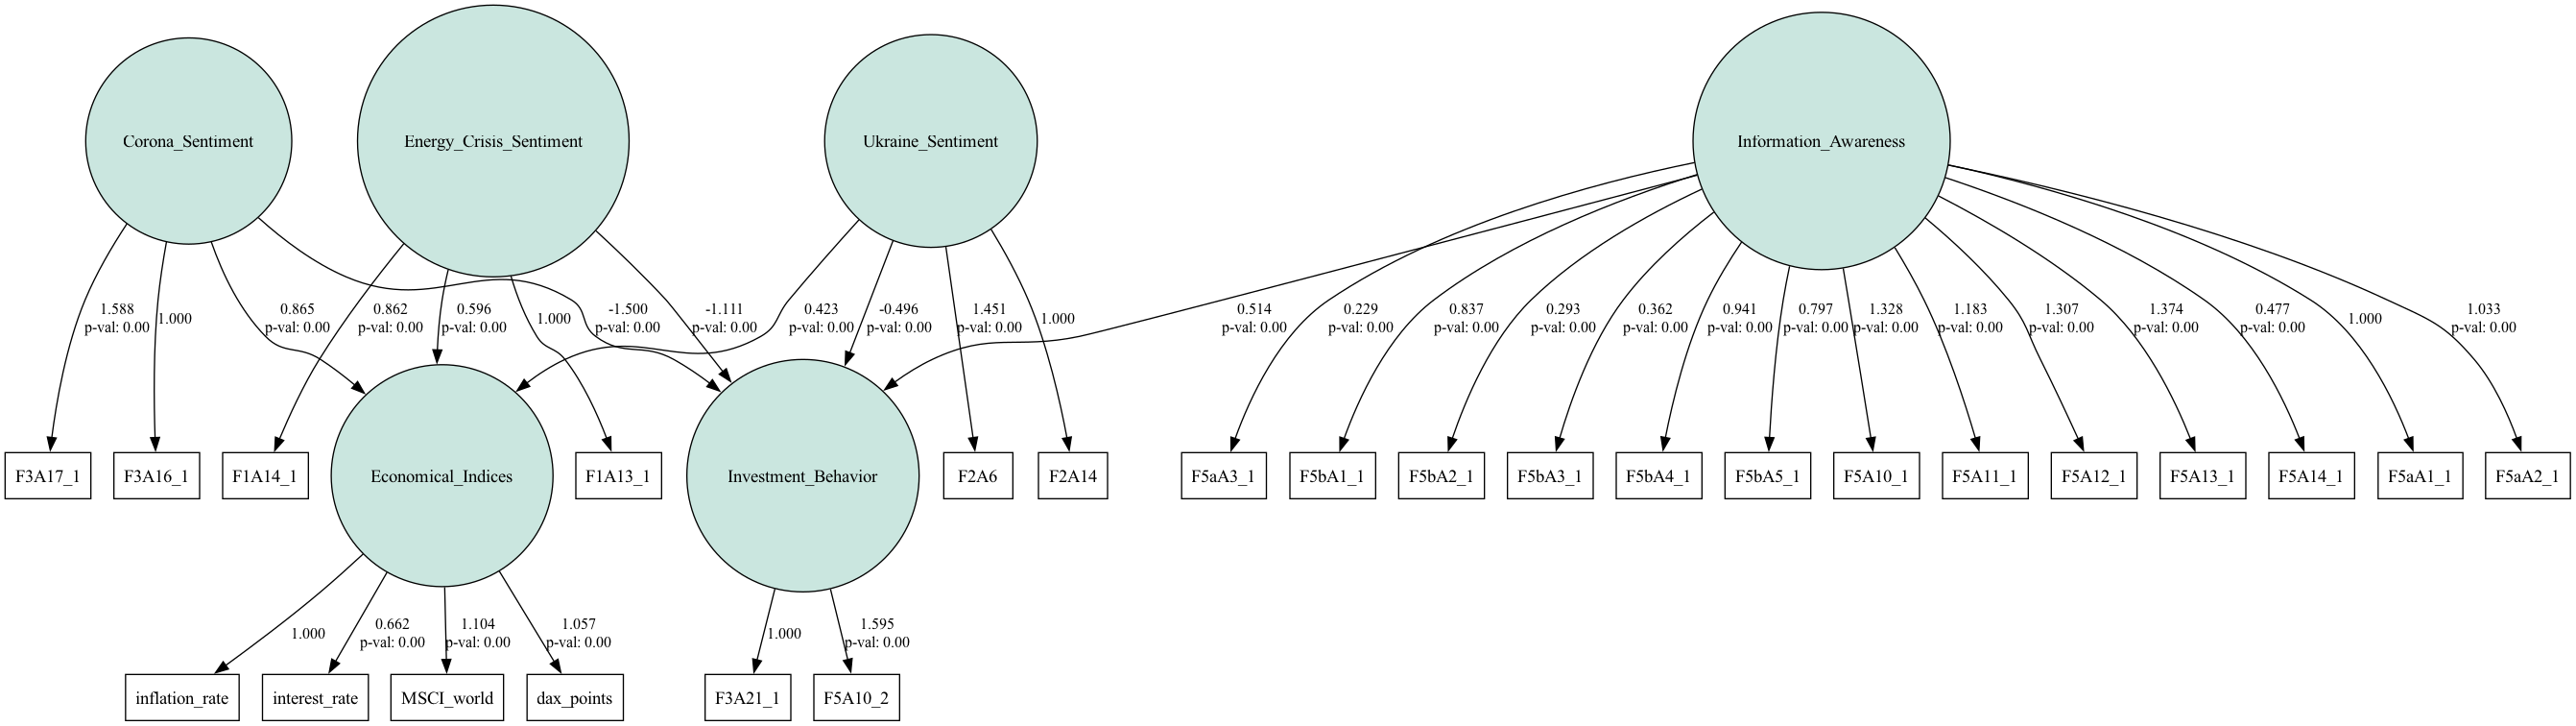 Corona_Sentiment
Energy_Crisis_Sentiment
Ukraine_Sentiment
Information_Awareness
1.588
p-val: 0.00
1.000
0.865
p-val: 0.00
0.862
p-val: 0.00
0.596
p-val: 0.00
1.000
-1.500
p-val: 0.00
-1.111
p-val: 0.00
0.423
p-val: 0.00
-0.496
p-val: 0.00
1.451
p-val: 0.00
1.000
0.514
p-val: 0.00
0.229
p-val: 0.00
0.837
p-val: 0.00
0.293
p-val: 0.00
0.362
p-val: 0.00
0.941
p-val: 0.00
0.797
p-val: 0.00
1.328
p-val: 0.00
1.183
p-val: 0.00
1.307
p-val: 0.00
1.374
p-val: 0.00
0.477
p-val: 0.00
1.000
1.033
p-val: 0.00
F3A17_1
F3A16_1
F1A14_1
Economical_Indices
F1A13_1
Investment_Behavior
F2A6
F2A14
F5aA3_1
F5bA1_1
F5bA2_1
F5bA3_1
F5bA4_1
F5bA5_1
F5A10_1
F5A11_1
F5A12_1
F5A13_1
F5A14_1
F5aA1_1
F5aA2_1
1.000
0.662
p-val: 0.00
1.104
p-val: 0.00
1.057
p-val: 0.00
1.000
1.595
p-val: 0.00
inflation_rate
interest_rate
MSCI_world
dax_points
F3A21_1
F5A10_2